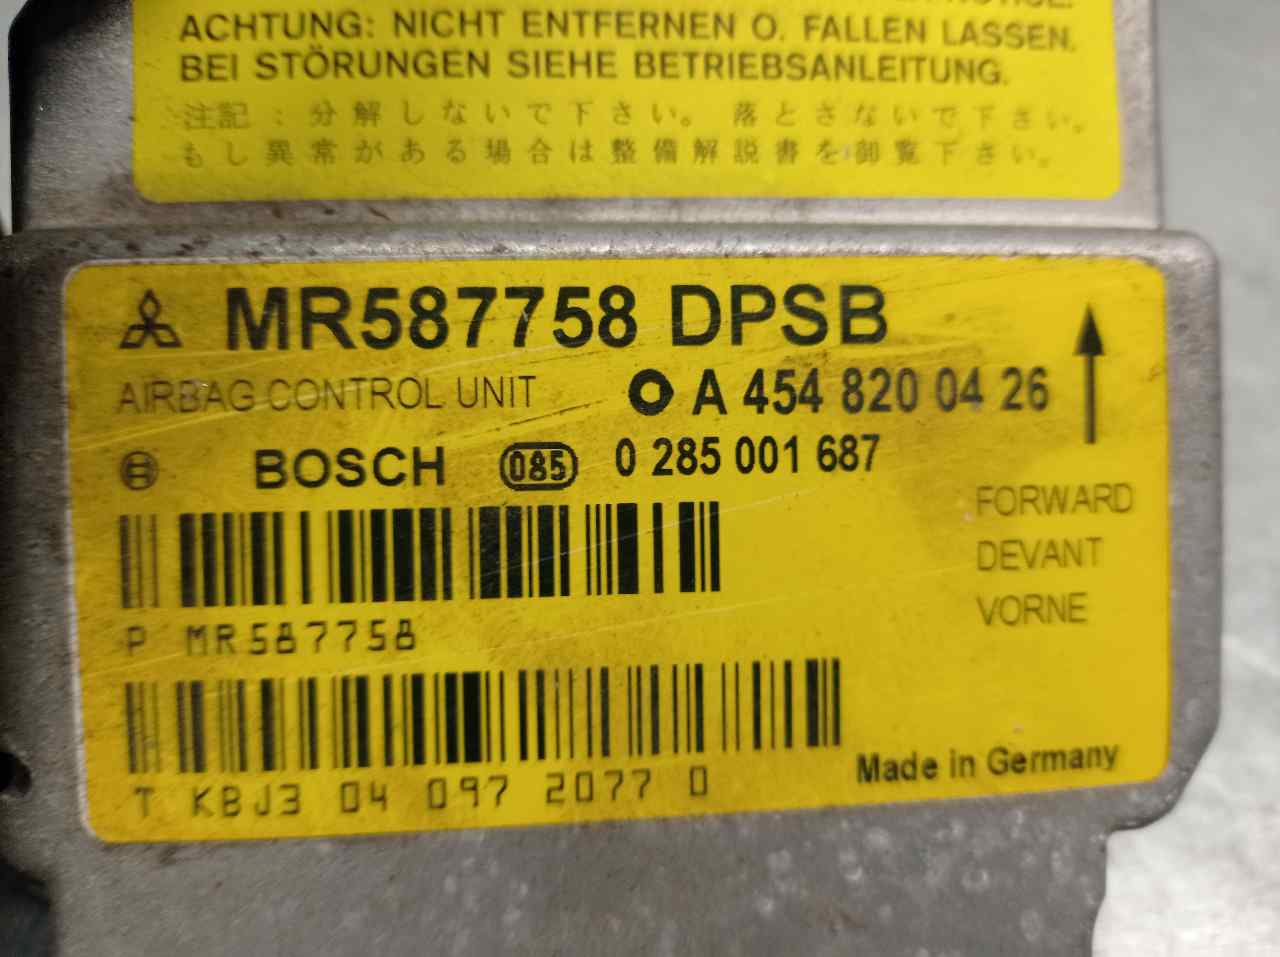 ACHTUNG: NICHT ENTFERNEN O. FALLEN LASSEN.
BEI STÖRUNGEN SIEHE BETRIEBSANLEITUNG.
注記：分解しないで下さい。 落とさないで下さい。
もし異常がある場合は整備解説書を御覧下さい。
MR587758 DPSB
AIRBAG CONTROL UNIT A 454 820 04 26
BOSCH 085 0 285 001 687
FORWARD
DEVANT
VORNE
P MR587758
Made in Germany
T KBJ3 04 097 2077 0